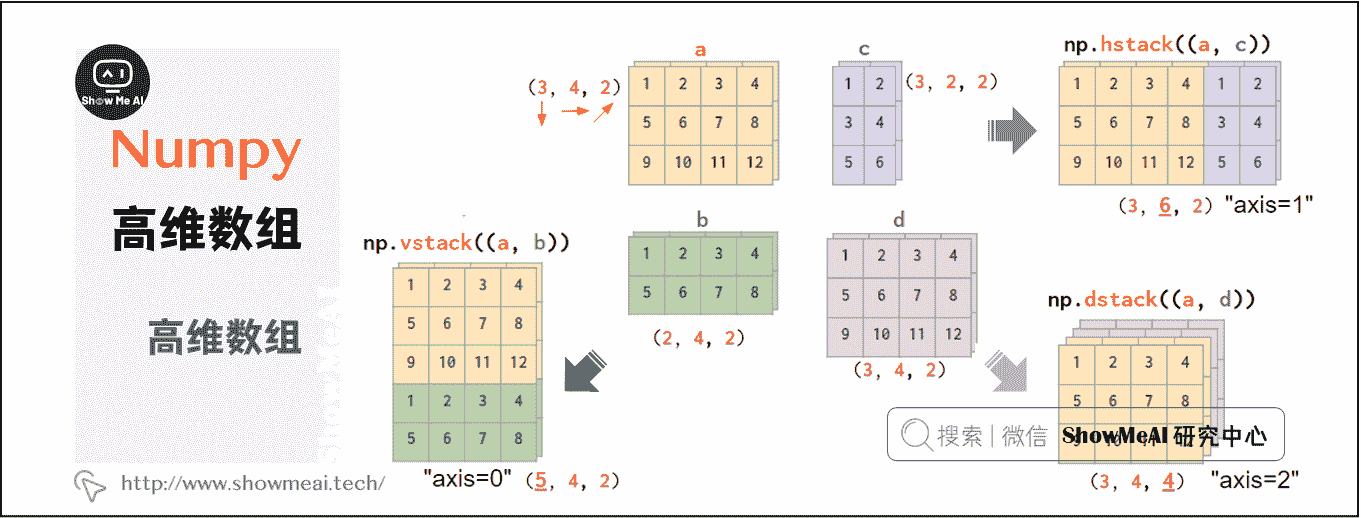 Show Me AI
Numpy
高维数组
高维数组
http://www.showmeai.tech/
a
(3, 4, 2)
1 2 3 4
5 6 7 8
9 10 11 12
c
(3, 2, 2)
1 2
3 4
5 6
np.hstack((a, c))
1 2 3 4 1 2
5 6 7 8 3 4
9 10 11 12 5 6
(3, 6, 2) "axis=1"
np.vstack((a, b))
1 2 3 4
5 6 7 8
9 10 11 12
1 2 3 4
5 6 7 8
"axis=0" (5, 4, 2)
b
1 2 3 4
5 6 7 8
(2, 4, 2)
d
1 2 3 4
5 6 7 8
9 10 11 12
(3, 4, 2)
np.dstack((a, d))
1 2 3 4
5 6 7 8
搜索 | 微信 ShowMeAI 研究中心
(3, 4, 4) "axis=2"